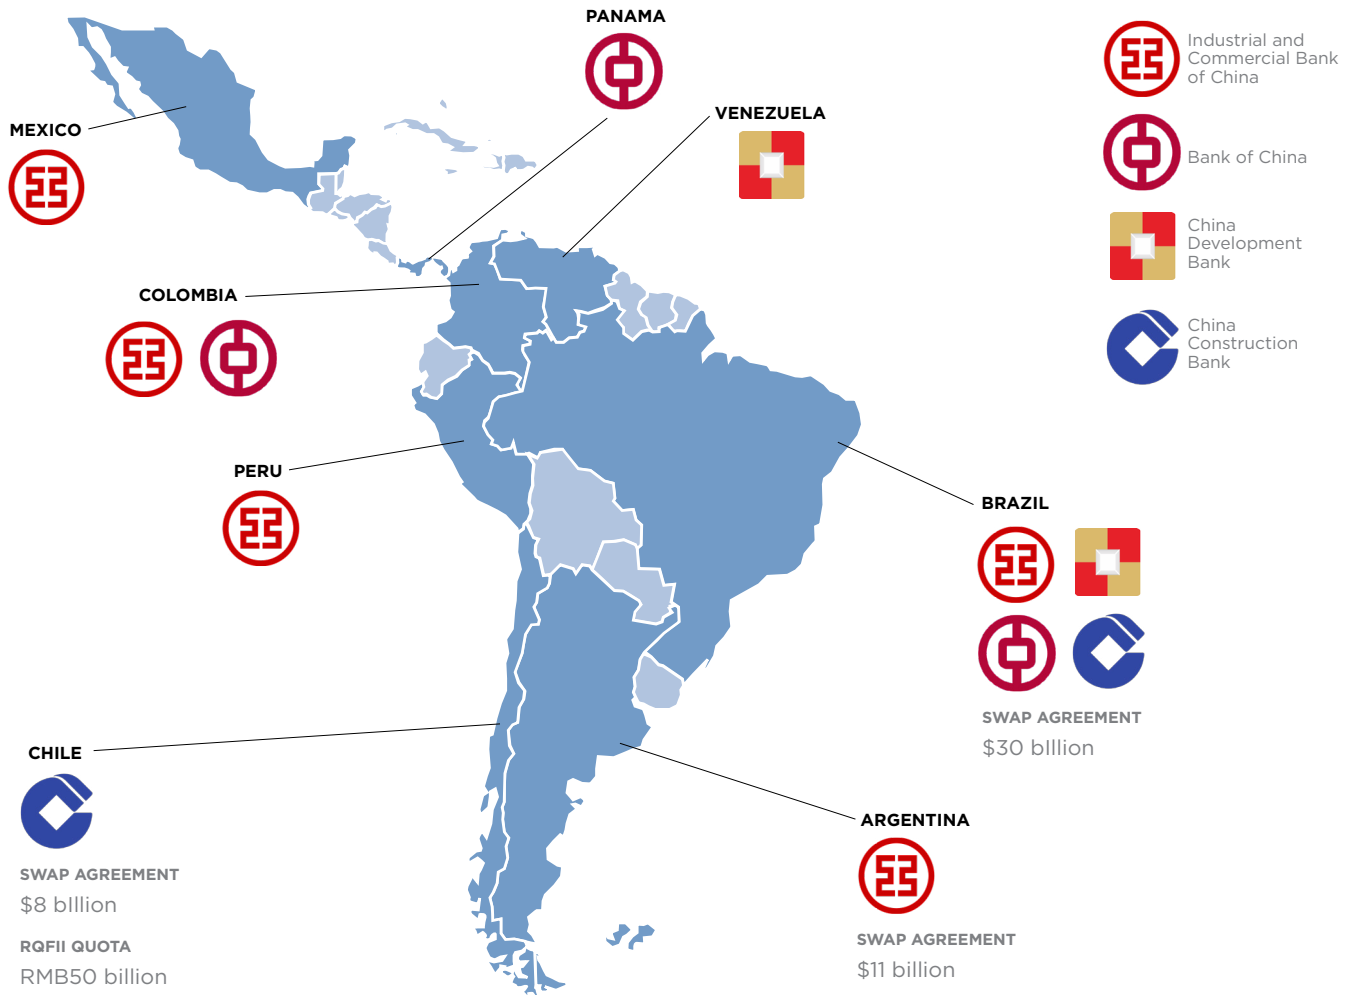 PANAMA
Industrial and
Commercial Bank
of China
VENEZUELA
MEXICO
Bank of China
China
Development
Bank
COLOMBIA
China
Construction
Bank
PERU
BRAZIL
SWAP AGREEMENT
$30 bIllion
CHILE
SWAP AGREEMENT
$8 bIllion
RQFII QUOTA
RMB50 billion
ARGENTINA
SWAP AGREEMENT
$11 billion